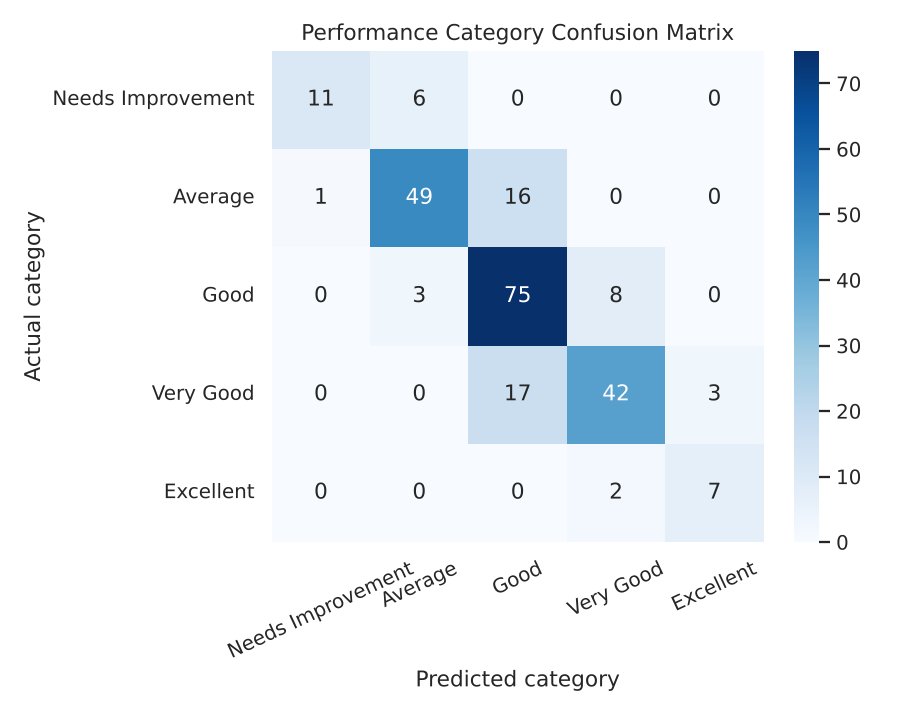 Performance Category Confusion Matrix
Needs Improvement 11 6 0 0 0
Average 1 49 16 0 0
Good 0 3 75 8 0
Very Good 0 0 17 42 3
Excellent 0 0 0 2 7
Actual category
Needs Improvement Average Good Very Good Excellent
Predicted category
70
60
50
40
30
20
10
0